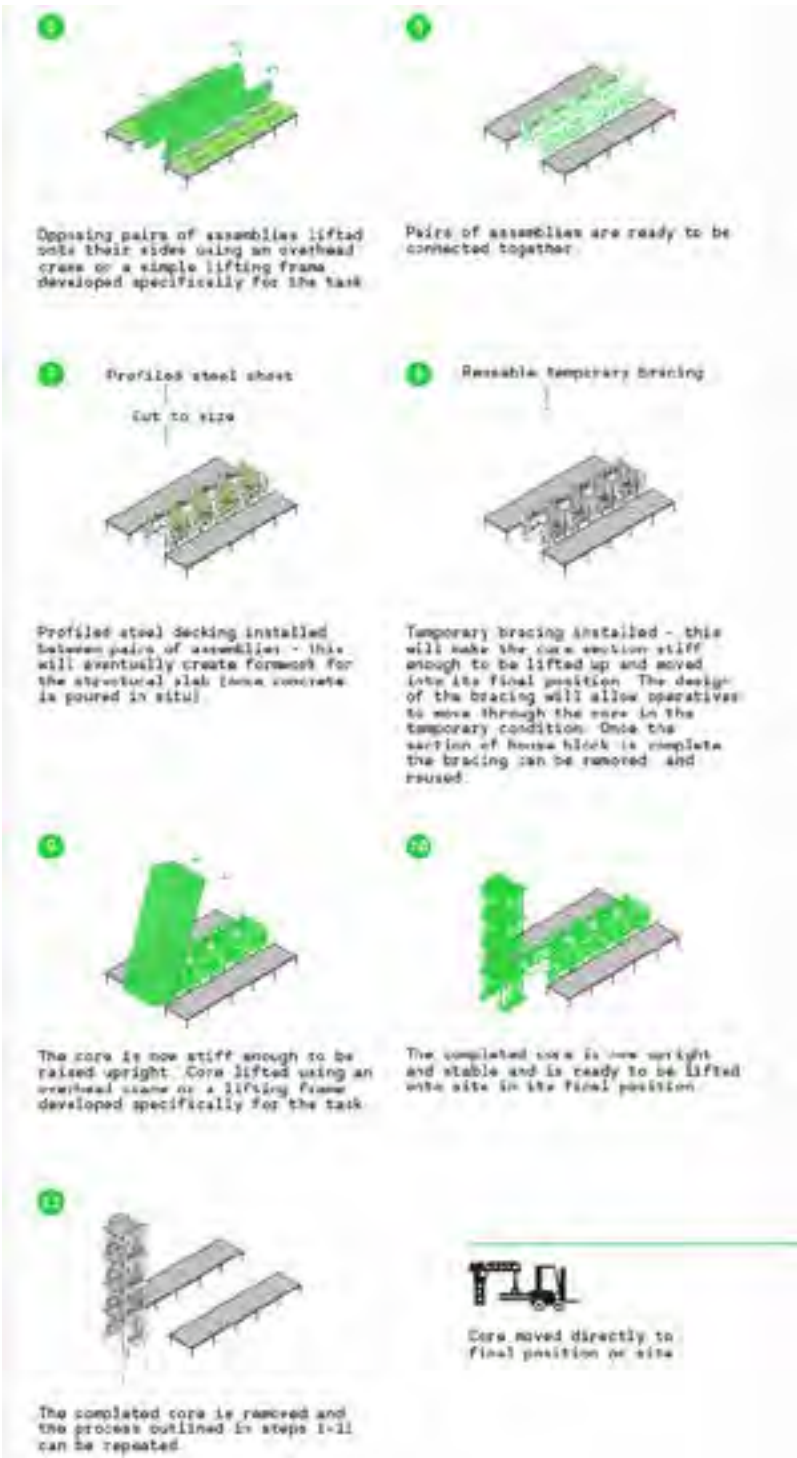 Opposing pairs of assemblies lifted
onto their sides using an overhead
crane or a simple lifting frame
developed specifically for the task
Pairs of assemblies are ready to be
connected together
7
Profiled steel sheet
Cut to size
Profiled steel decking installed
between pairs of assemblies - this
will eventually create formwork for
the structural slab (once concrete
is poured in situ)
8
Reusable temporary bracing
Temporary bracing installed - this
will make the core section stiff
enough to be lifted up and moved
into its final position. The design
of the bracing will allow operatives
to move through the core in the
temporary condition. Once the
section of house block is complete
the bracing can be removed and
reused
9
The core is now stiff enough to be
raised upright. Core lifted using an
overhead crane or a lifting frame
developed specifically for the task
10
The completed core is now upright
and stable and is ready to be lifted
onto site in its final position
11
The completed core is removed and
the process outlined in steps 1-11
can be repeated
Core moved directly to
final position on site